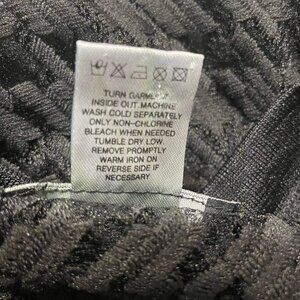 TURN GARMENT
INSIDE OUT.MACHINE
WASH COLD SEPARATELY
ONLY NON-CHLORINE
BLEACH WHEN NEEDED
TUMBLE DRY LOW
REMOVE PROMPTLY
WARM IRON ON
REVERSE SIDE IF
NECESSARY